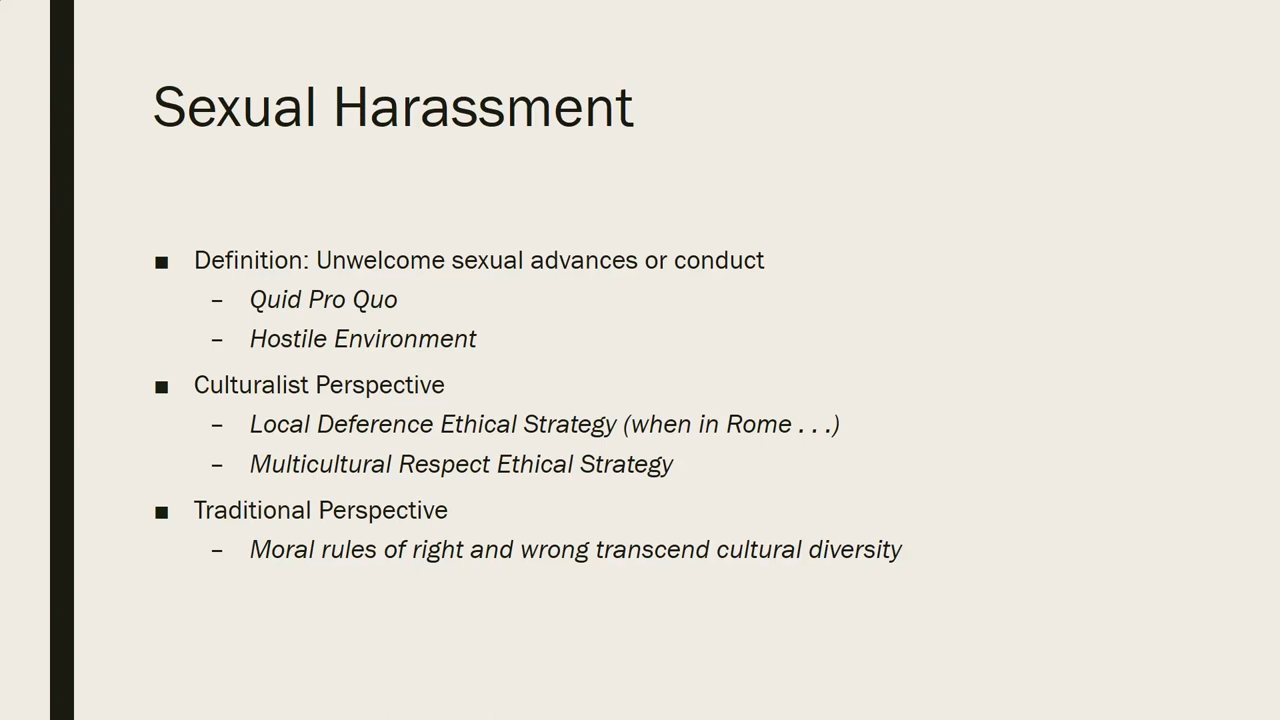 Sexual Harassment
■ Definition: Unwelcome sexual advances or conduct
– Quid Pro Quo
– Hostile Environment
■ Culturalist Perspective
– Local Deference Ethical Strategy (when in Rome . . .)
– Multicultural Respect Ethical Strategy
■ Traditional Perspective
– Moral rules of right and wrong transcend cultural diversity